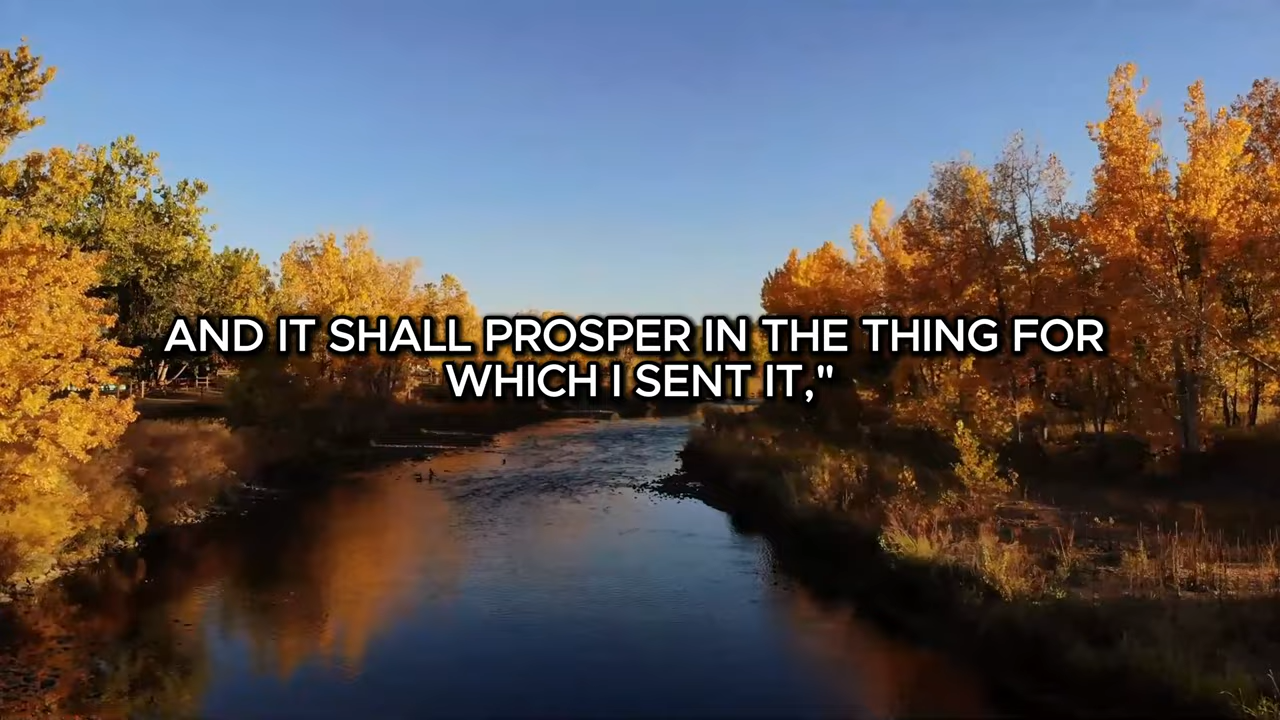 AND IT SHALL PROSPER IN THE THING FOR
WHICH I SENT IT,"